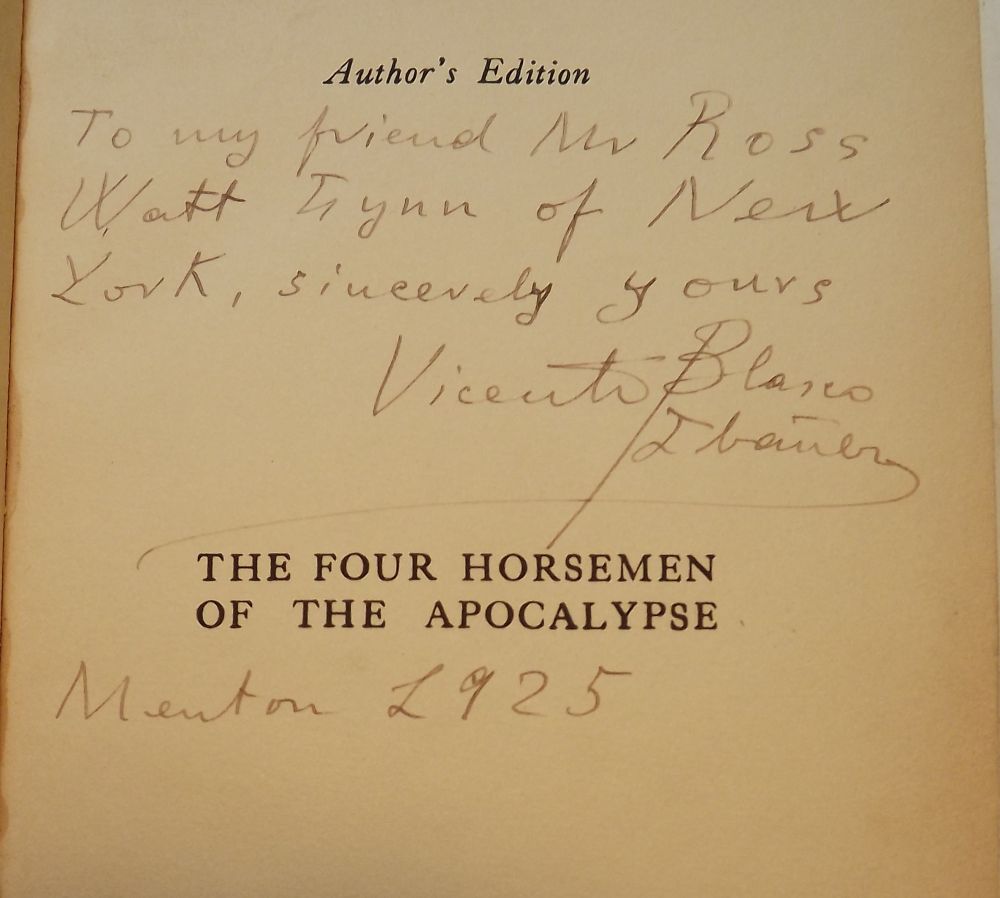 Author's Edition
To my friend Mr Ross
Watt Tynn of New
York, sincerely yours
Vicente Blasco
Ibañez
THE FOUR HORSEMEN
OF THE APOCALYPSE
Menton 1925